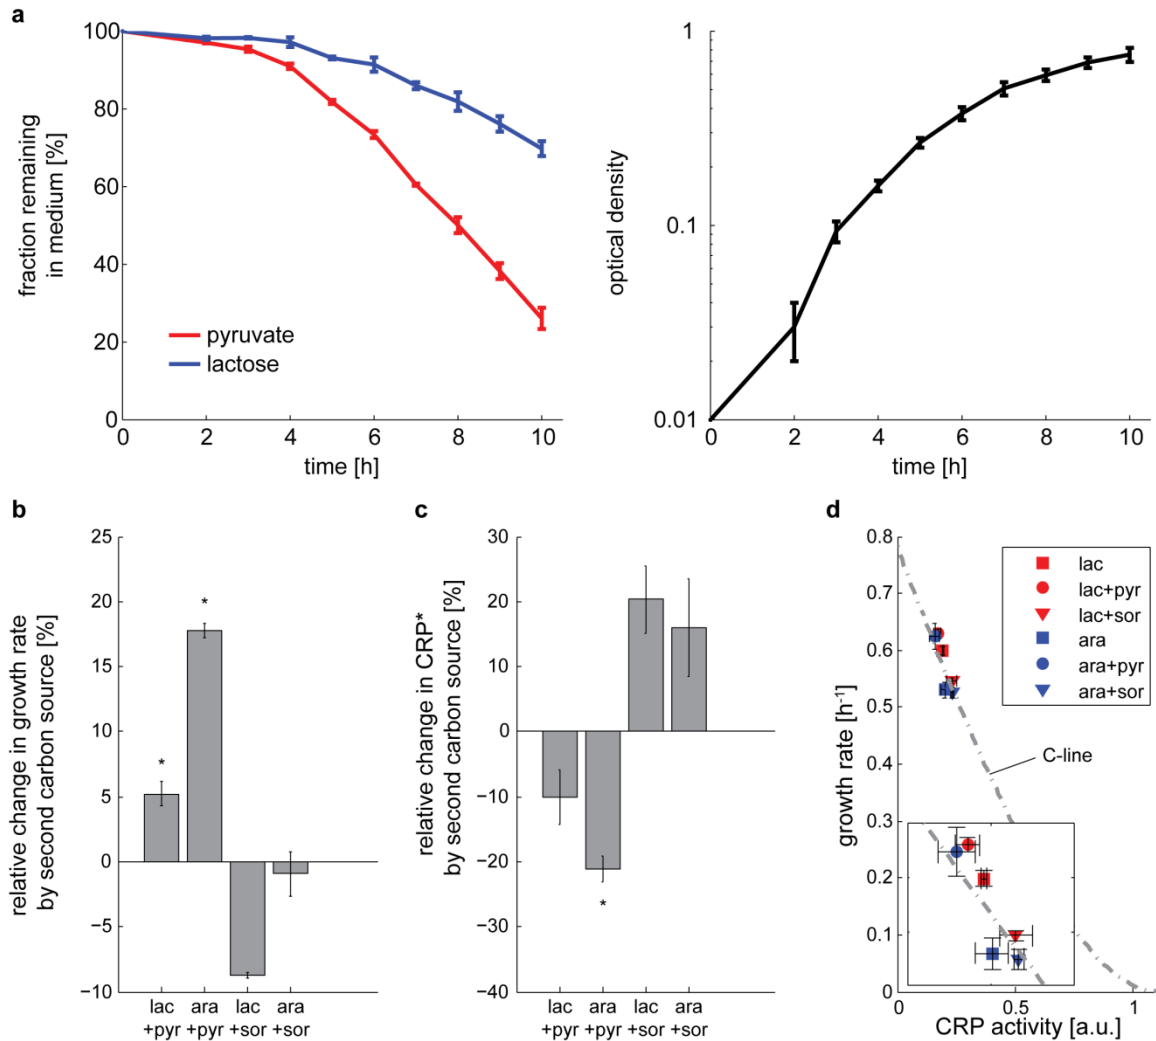 a
fraction remaining
in medium [%]
100
80
60
40
20
0
pyruvate
lactose
0 2 4 6 8 10
time [h]
optical density
1
0.1
0.01
0 2 4 6 8 10
time [h]
b
relative change in growth rate
by second carbon source [%]
25
20
15
10
5
0
−5
−10
*
*
lac ara lac ara
+pyr +pyr +sor +sor
c
relative change in CRP*
by second carbon source [%]
30
20
10
0
−10
−20
−30
−40
*
lac ara lac ara
+pyr +pyr +sor +sor
d
growth rate [h-1]
0.8
0.7
0.6
0.5
0.4
0.3
0.2
0.1
0
lac
lac+pyr
lac+sor
ara
ara+pyr
ara+sor
C-line
0 0.5 1
CRP activity [a.u.]